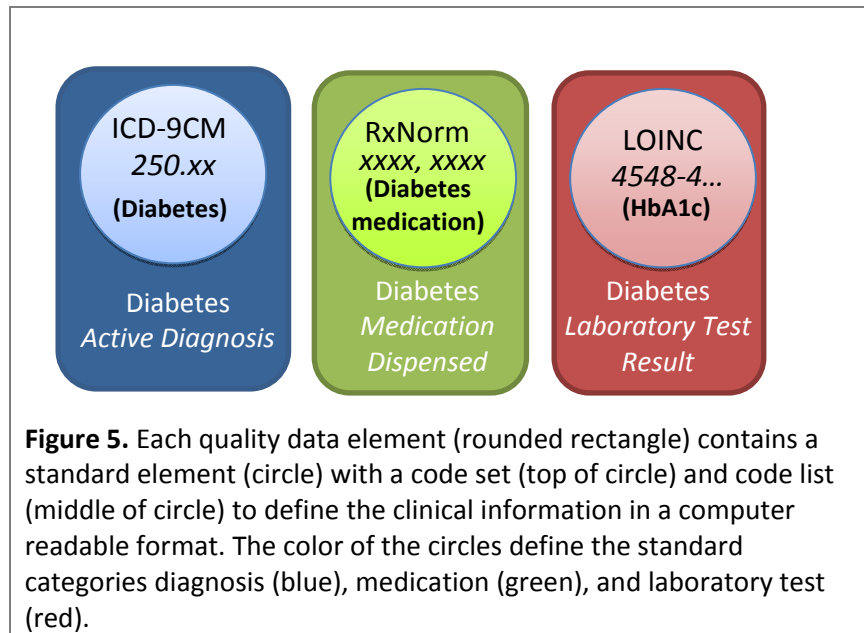 ICD-9CM
250.xx
(Diabetes)
Diabetes
Active Diagnosis
RxNorm
xxxx, xxxx
(Diabetes
medication)
Diabetes
Medication
Dispensed
LOINC
4548-4...
(HbA1c)
Diabetes
Laboratory Test
Result
Figure 5. Each quality data element (rounded rectangle) contains a
standard element (circle) with a code set (top of circle) and code list
(middle of circle) to define the clinical information in a computer
readable format. The color of the circles define the standard
categories diagnosis (blue), medication (green), and laboratory test
(red).